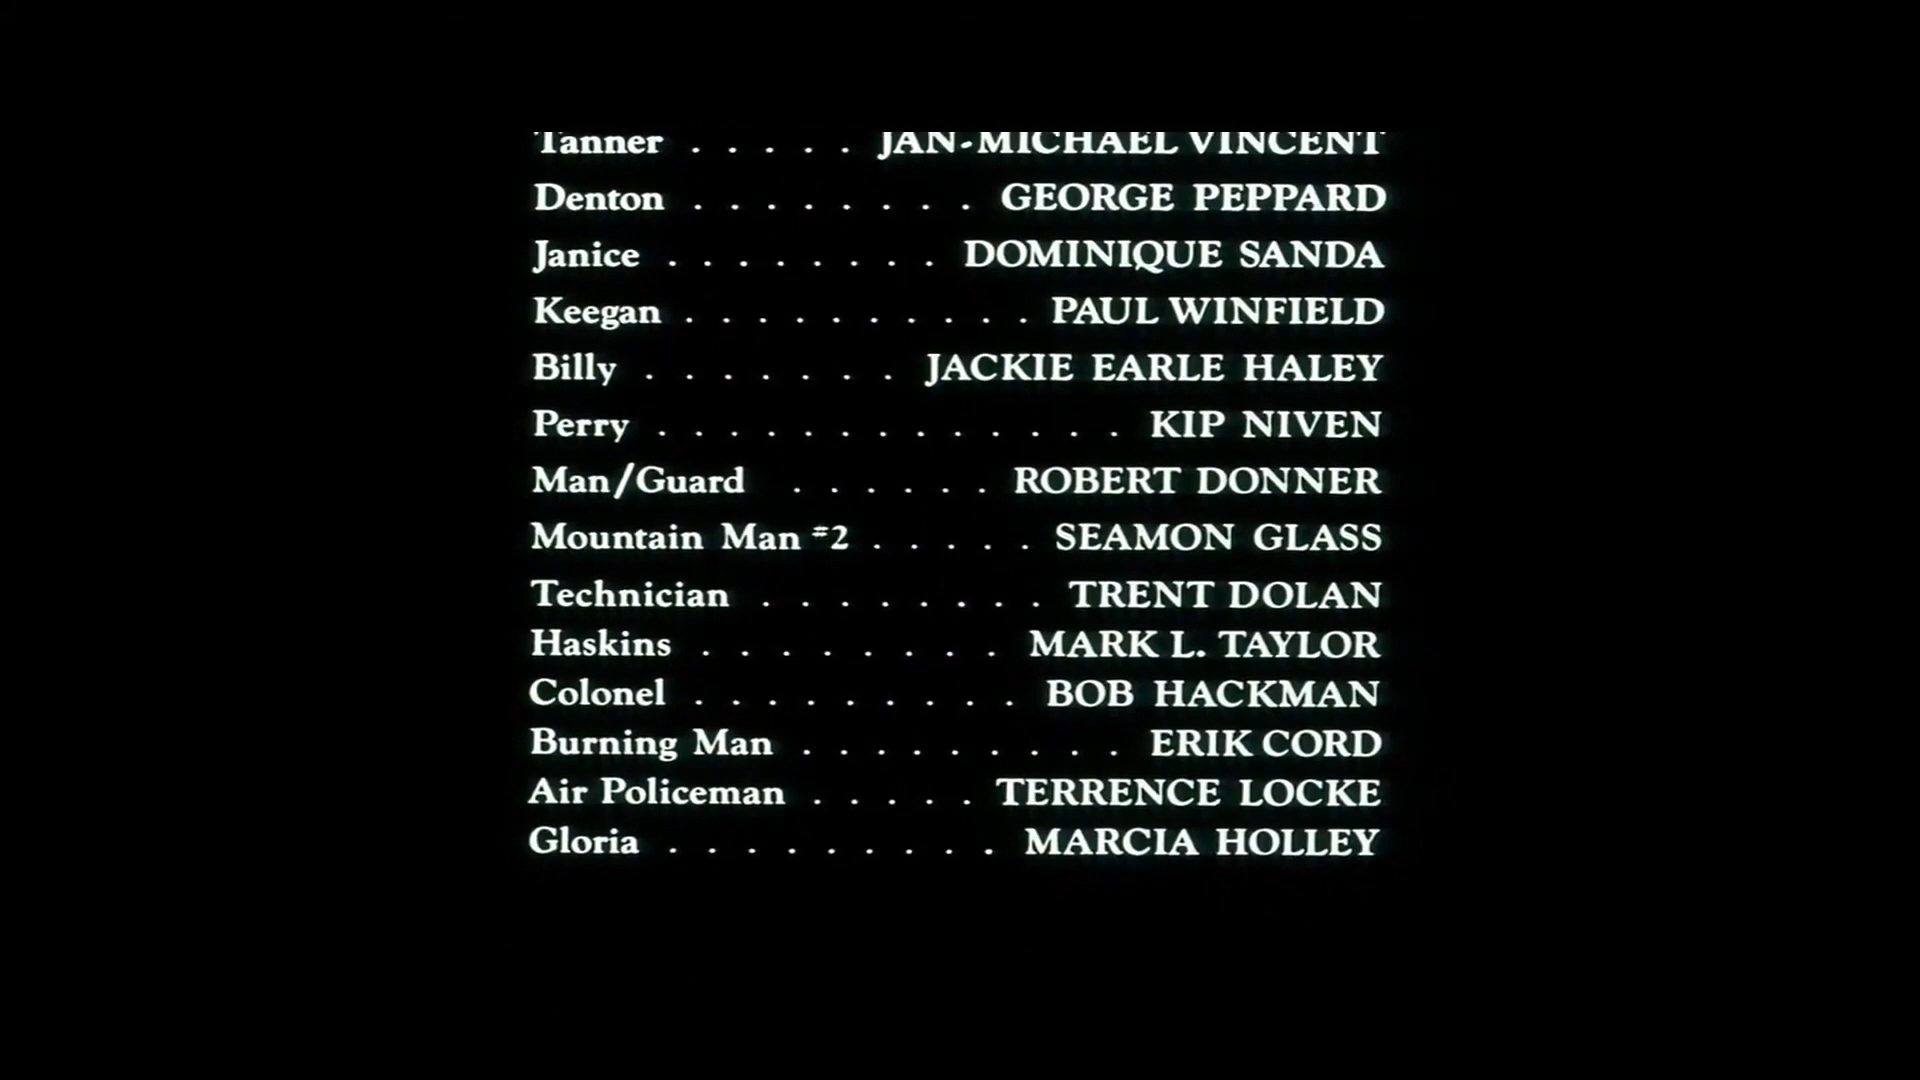 Tanner . . . . . JAN-MICHAEL VINCENT
Denton . . . . . . . . GEORGE PEPPARD
Janice . . . . . . . . DOMINIQUE SANDA
Keegan . . . . . . . . . . PAUL WINFIELD
Billy . . . . . . . JACKIE EARLE HALEY
Perry . . . . . . . . . . . . . KIP NIVEN
Man/Guard . . . . . . ROBERT DONNER
Mountain Man #2 . . . . . SEAMON GLASS
Technician . . . . . . . . TRENT DOLAN
Haskins . . . . . . . . MARK L. TAYLOR
Colonel . . . . . . . . . BOB HACKMAN
Burning Man . . . . . . . . . ERIK CORD
Air Policeman . . . . . TERRENCE LOCKE
Gloria . . . . . . . . . MARCIA HOLLEY